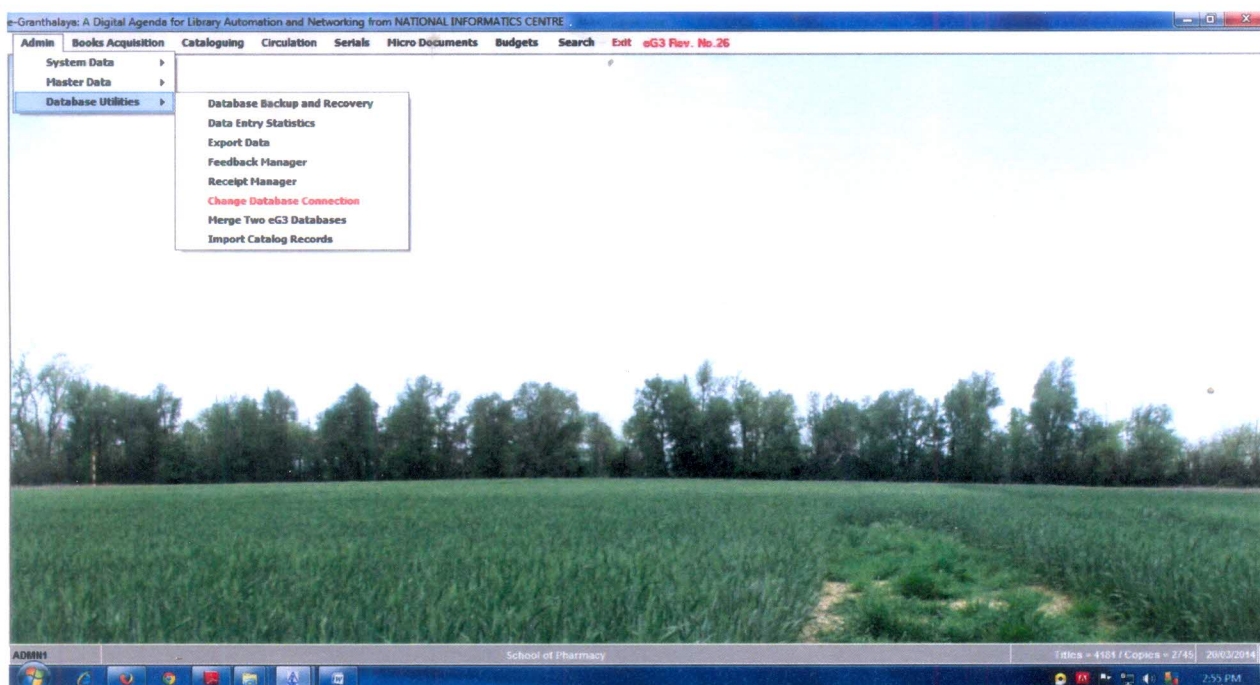 e-Granthalaya: A Digital Agenda for Library Automation and Networking from NATIONAL INFORMATICS CENTRE .
Admin Books Acquisition Cataloguing Circulation Serials Micro Documents Budgets Search Exit eG3 Rev. No.26
System Data
Master Data
Database Utilities
Database Backup and Recovery
Data Entry Statistics
Export Data
Feedback Manager
Receipt Manager
Change Database Connection
Merge Two eG3 Databases
Import Catalog Records
ADMN1 School of Pharmacy Titles = 4181 / Copies = 2745 20/03/2014
2:55 PM